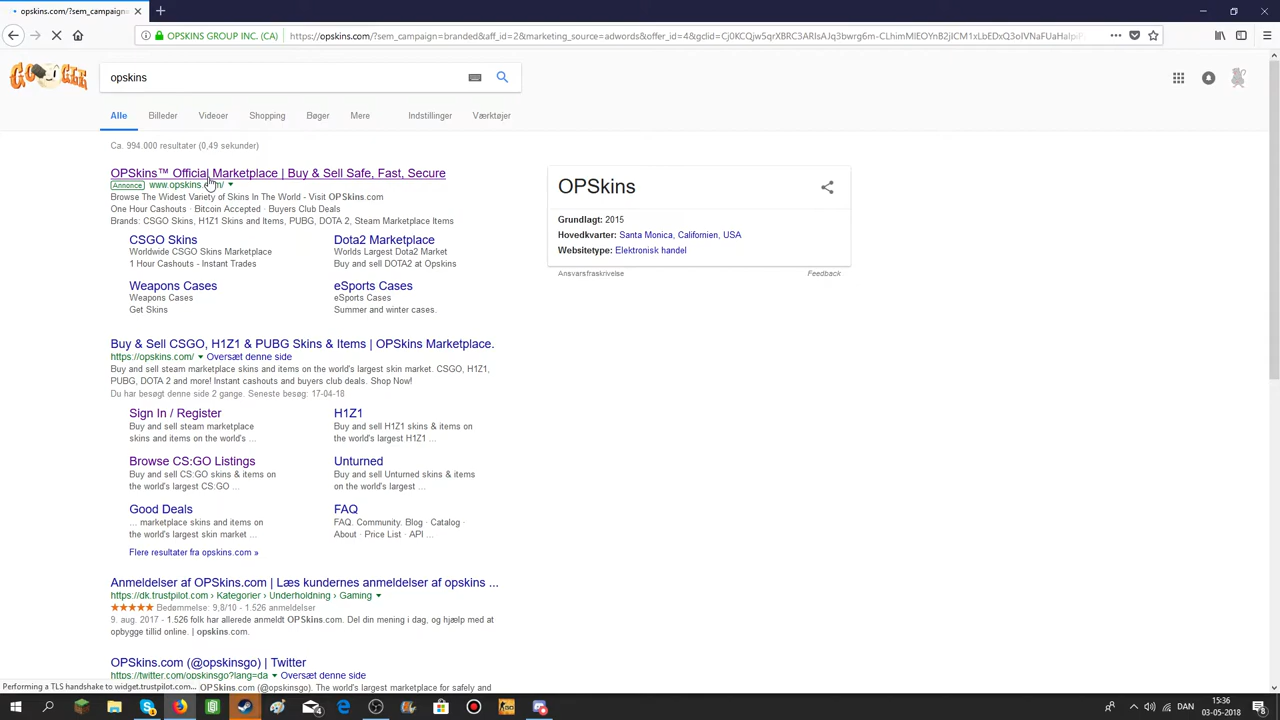 opskins.com/?sem_campaign=
OPSKINS GROUP INC. (CA)
https://opskins.com/?sem_campaign=branded&aff_id=2&marketing_source=adwords&offer_id=4&gclid=
opskins
Alle Billeder Videoer Shopping Bøger Mere Indstillinger Værktøjer
Ca. 994.000 resultater (0,49 sekunder)
OPSkins™ Official Marketplace | Buy & Sell Safe, Fast, Secure
Annonce www.opskins.com/
Browse The Widest Variety of Skins In The World - Visit OPSkins.com
One Hour Cashouts · Bitcoin Accepted · Buyers Club Deals
Brands: CSGO Skins, H1Z1 Skins and Items, PUBG, DOTA 2, Steam Marketplace Items
CSGO Skins
Worldwide CSGO Skins Marketplace
1 Hour Cashouts - Instant Trades
Dota2 Marketplace
Worlds Largest Dota2 Market
Buy and sell DOTA2 at Opskins
Weapons Cases
Weapons Cases
Get Skins
eSports Cases
eSports Cases
Summer and winter cases.
OPSkins
Grundlagt: 2015
Hovedkvarter: Santa Monica, Californien, USA
Websitetype: Elektronisk handel
Ansvarsfraskrivelse Feedback
Buy & Sell CSGO, H1Z1 & PUBG Skins & Items | OPSkins Marketplace.
https://opskins.com/ Oversæt denne side
Buy and sell steam marketplace skins and items on the world's largest skin market. CSGO, H1Z1,
PUBG, DOTA 2 and more! Instant cashouts and buyers club deals. Shop Now!
Du har besøgt denne side 2 gange. Seneste besøg: 17-04-18
Sign In / Register
Buy and sell steam marketplace
skins and items on the world's ...
H1Z1
Buy and sell H1Z1 skins & items on
the world's largest H1Z1 ...
Browse CS:GO Listings
Buy and sell CS:GO skins & items on
the world's largest CS:GO ...
Unturned
Buy and sell Unturned skins & items
on the world's largest ...
Good Deals
... marketplace skins and items on
the world's largest skin market ...
FAQ
FAQ. Community. Blog · Catalog ·
About · Price List · API ...
Flere resultater fra opskins.com »
Anmeldelser af OPSkins.com | Læs kundernes anmeldelser af opskins ...
https://dk.trustpilot.com › Kategorier › Underholdning › Gaming
Bedømmelse: 9,8/10 - 1.526 anmeldelser
9. aug. 2017 - 1.526 folk har allerede anmeldt OPSkins.com. Del din mening i dag, og hjælp med at
opbygge tillid online. | opskins.com.
OPSkins.com (@opskinsgo) | Twitter
https://twitter.com/opskinsgo?lang=da Oversæt denne side
Performing a TLS handshake to widget.trustpilot.com...
OPSkins.com (@opskinsgo). The world's largest marketplace for safely and
DAN
15:36
03-05-2018